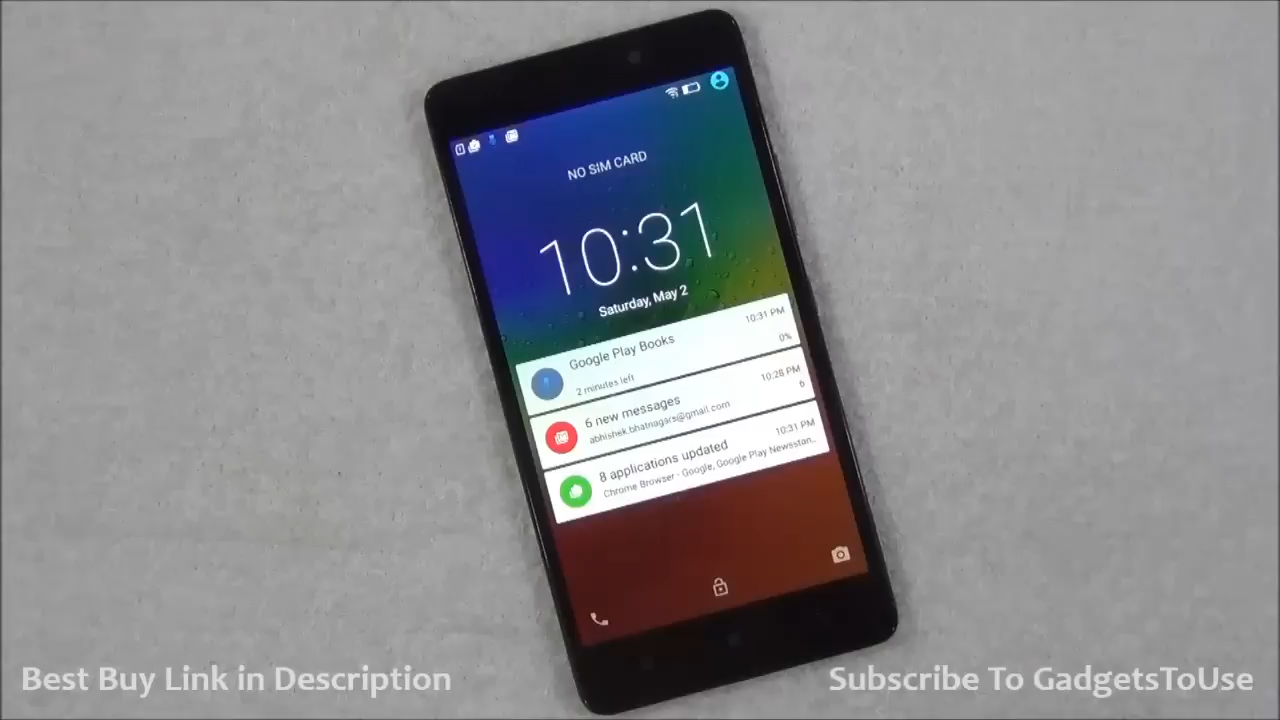 NO SIM CARD
10:31
Saturday, May 2
Google Play Books 10:31 PM
2 minutes left 0%
6 new messages 10:28 PM
abhishek.bhatnagars@gmail.com 6
8 applications updated 10:31 PM
Chrome Browser - Google, Google Play Newsstan...
Best Buy Link in Description
Subscribe To GadgetsToUse